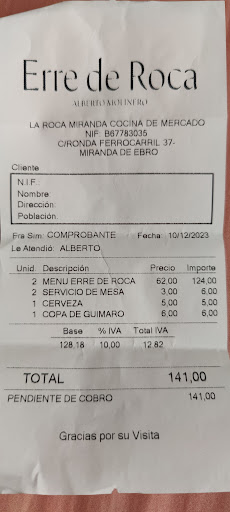 Erre de Roca
ALBERTO MOLINERO
LA ROCA MIRANDA COCINA DE MERCADO
NIF: B67783035
C/RONDA FERROCARRIL 37-
MIRANDA DE EBRO
Cliente
N.I.F.:
Nombre
Dirección:
Población:
Fra Sim: COMPROBANTE Fecha: 10/12/2023
Le Atendió: ALBERTO
Unid. Descripción Precio Importe
2 MENU ERRE DE ROCA 62,00 124,00
2 SERVICIO DE MESA 3,00 6,00
1 CERVEZA 5,00 5,00
1 COPA DE GUIMARO 6,00 6,00
Base % IVA Total IVA
128,18 10,00 12,82
TOTAL 141,00
PENDIENTE DE COBRO 141,00
Gracias por su Visita